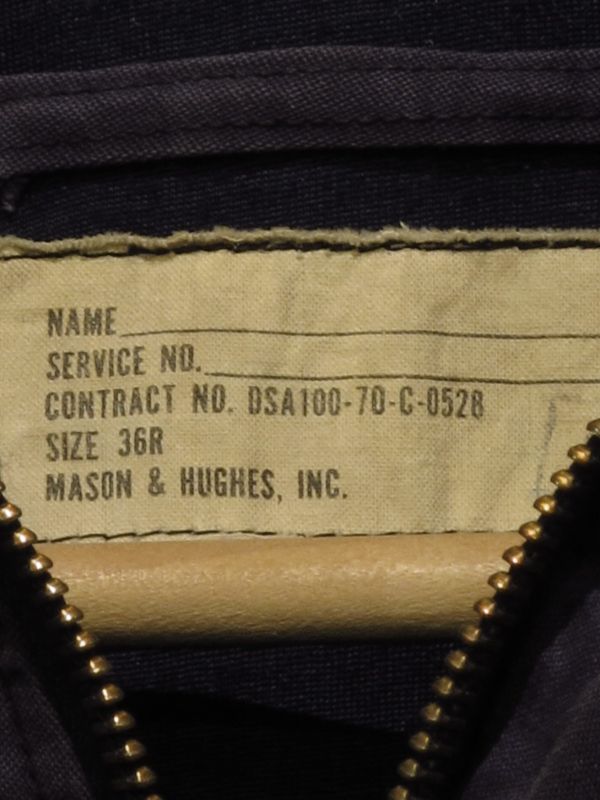 NAME
SERVICE NO.
CONTRACT NO. DSA100-70-C-0528
SIZE 36R
MASON & HUGHES, INC.